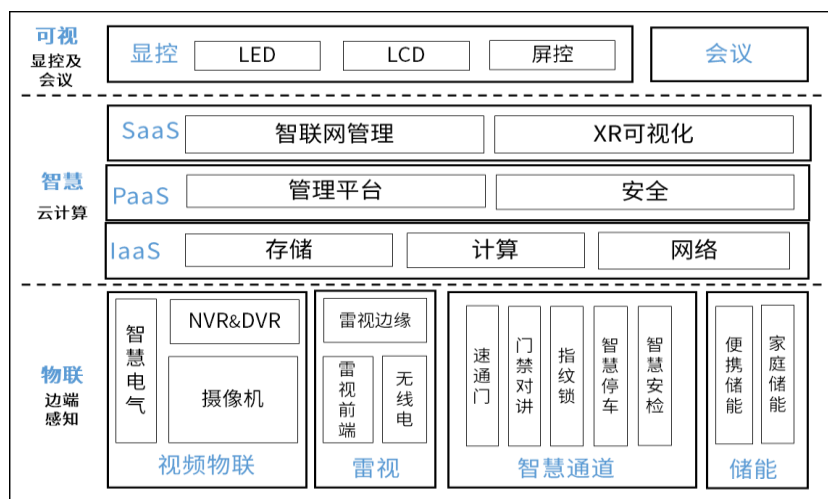 可视
显控及
会议
显控
LED
LCD
屏控
会议
智慧
云计算
SaaS
智联网管理
XR可视化
PaaS
管理平台
安全
IaaS
存储
计算
网络
物联
边端
感知
智慧电气
NVR&DVR
摄像机
视频物联
雷视边缘
雷视前端
无线电
雷视
速通门
门禁对讲
指纹锁
智慧停车
智慧安检
智慧通道
便携储能
家庭储能
储能